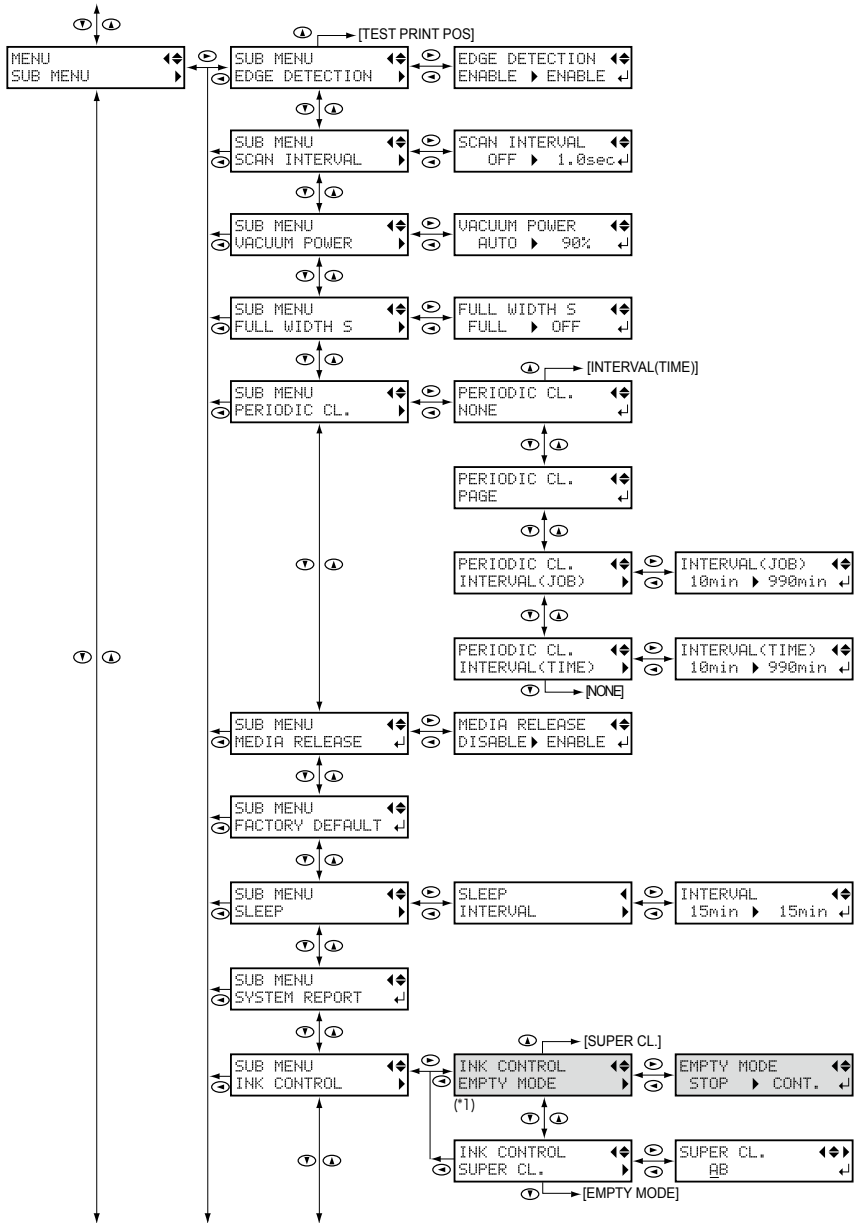 [TEST PRINT POS]
MENU
SUB MENU
SUB MENU
EDGE DETECTION
EDGE DETECTION
ENABLE ENABLE
SUB MENU
SCAN INTERVAL
SCAN INTERVAL
OFF 1.0sec
SUB MENU
VACUUM POWER
VACUUM POWER
AUTO 90%
SUB MENU
FULL WIDTH S
FULL WIDTH S
FULL OFF
[INTERVAL(TIME)]
SUB MENU
PERIODIC CL.
PERIODIC CL.
NONE
PERIODIC CL.
PAGE
PERIODIC CL.
INTERVAL(JOB)
INTERVAL(JOB)
10min 990min
PERIODIC CL.
INTERVAL(TIME)
INTERVAL(TIME)
10min 990min
[NONE]
SUB MENU
MEDIA RELEASE
MEDIA RELEASE
DISABLE ENABLE
SUB MENU
FACTORY DEFAULT
SUB MENU
SLEEP
SLEEP
INTERVAL
INTERVAL
15min 15min
SUB MENU
SYSTEM REPORT
[SUPER CL.]
SUB MENU
INK CONTROL
INK CONTROL
EMPTY MODE
EMPTY MODE
STOP CONT.
(*1)
INK CONTROL
SUPER CL.
SUPER CL.
AB
[EMPTY MODE]